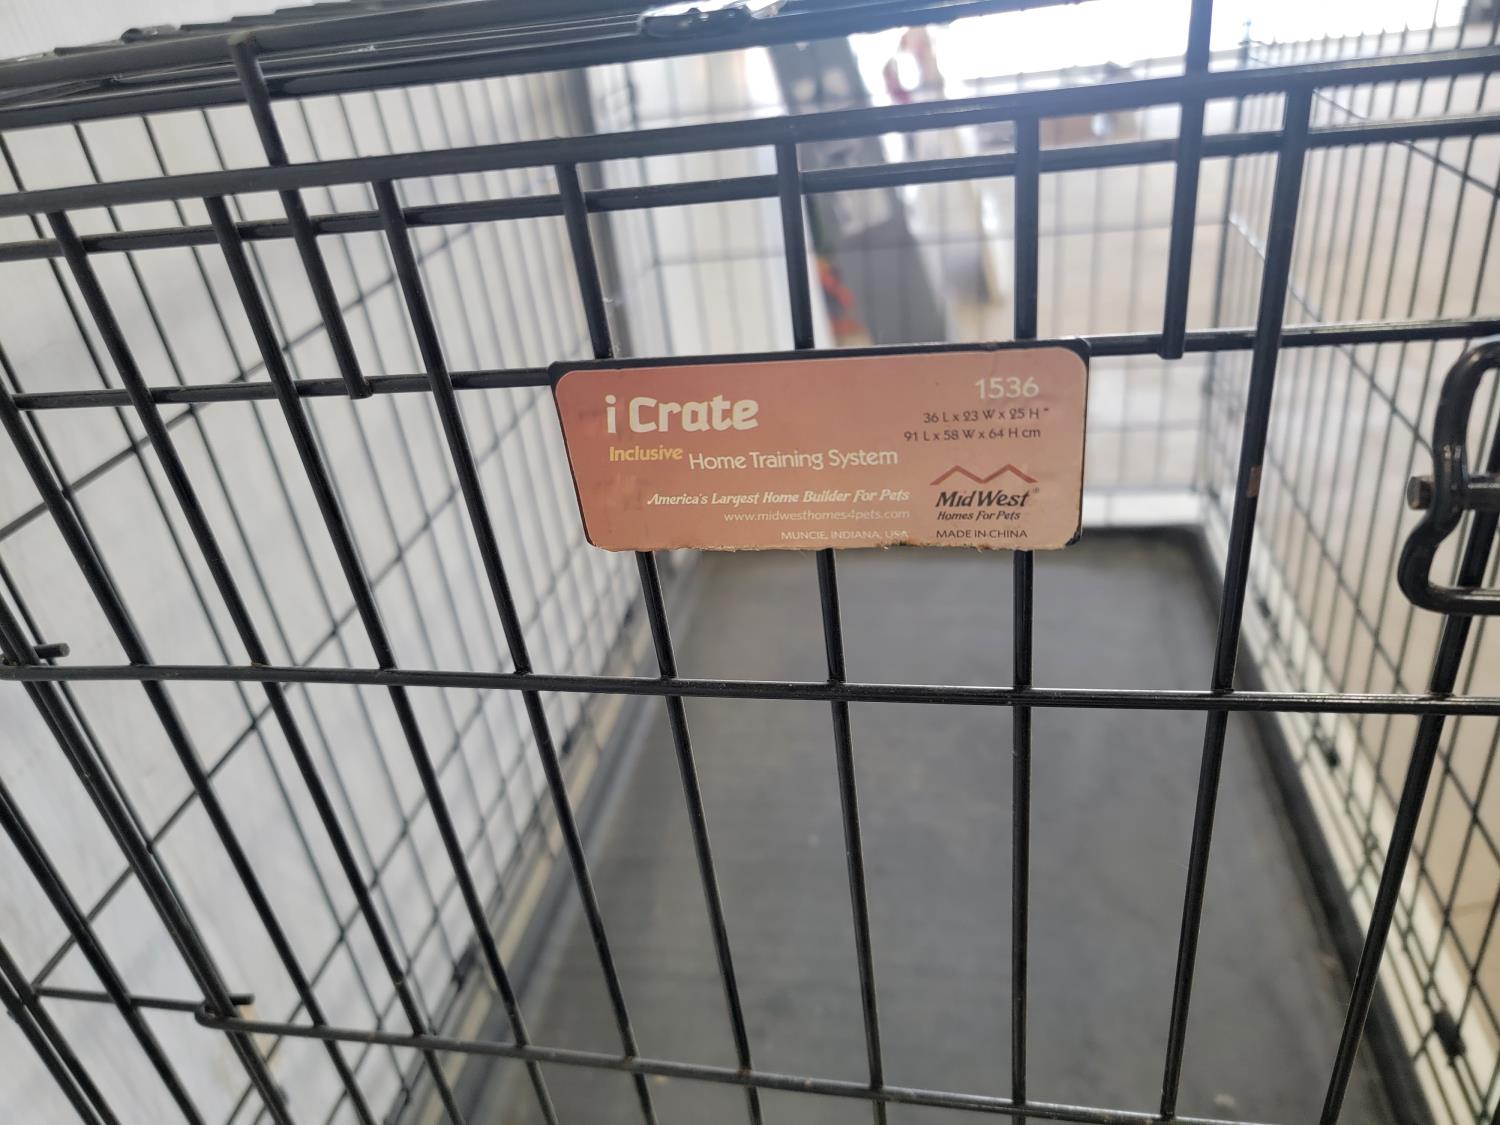 i Crate
Inclusive Home Training System
America's Largest Home Builder For Pets
www.midwesthomes4pets.com
MUNCIE, INDIANA, USA
1536
36 L x 23 W x 25 H "
91 L x 58 W x 64 H cm
MidWest®
Homes For Pets
MADE IN CHINA